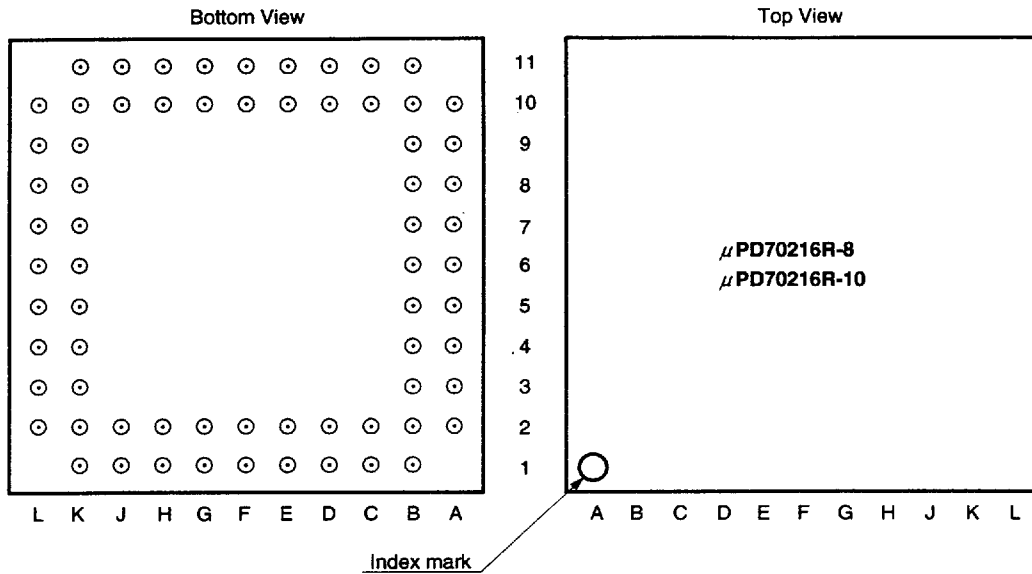 Bottom View
Top View
11
10
9
8
7
6
5
4
3
2
1
μPD70216R-8
μPD70216R-10
L K J H G F E D C B A
A B C D E F G H J K L
Index mark